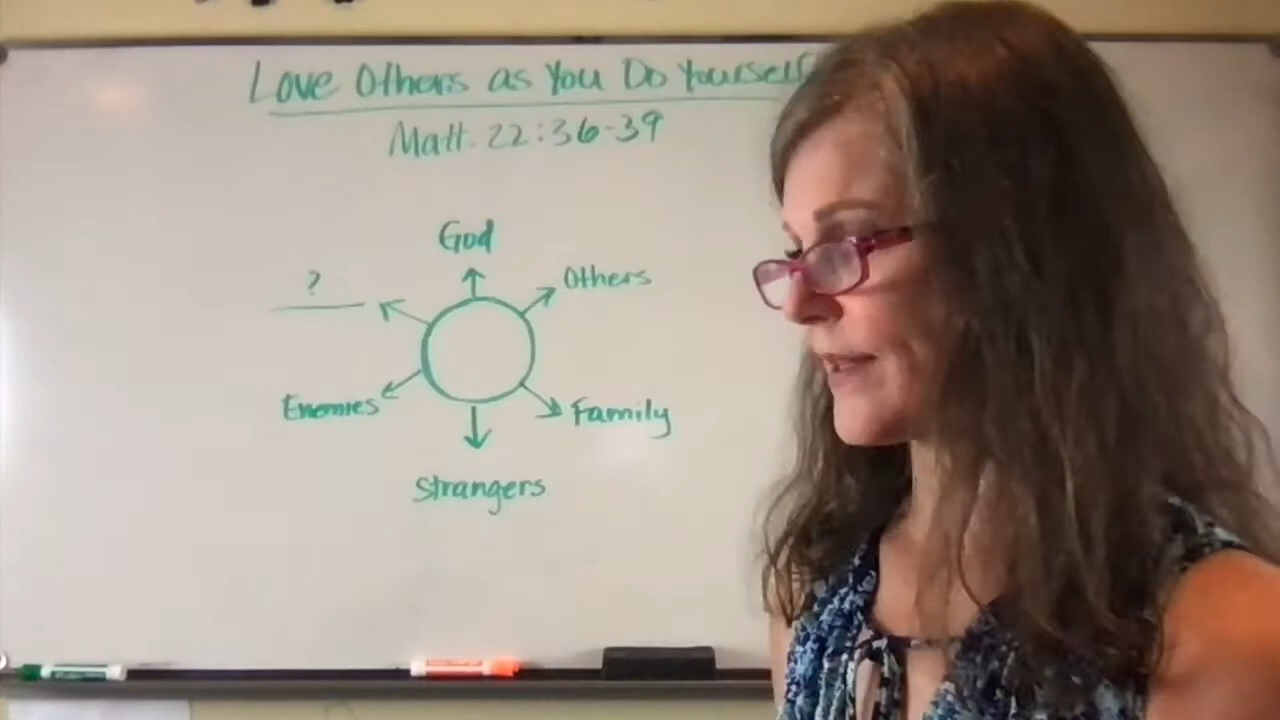 Love Others as You Do Yourself
Matt. 22:36-39
God
? Others
Enemies Family
Strangers